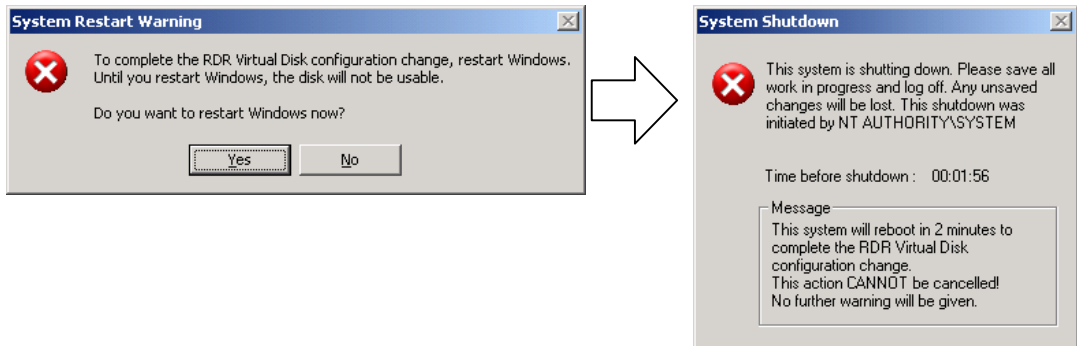 System Restart Warning
To complete the RDR Virtual Disk configuration change, restart Windows.
Until you restart Windows, the disk will not be usable.
Do you want to restart Windows now?
Yes
No
System Shutdown
This system is shutting down. Please save all
work in progress and log off. Any unsaved
changes will be lost. This shutdown was
initiated by NT AUTHORITY\SYSTEM
Time before shutdown : 00:01:56
Message
This system will reboot in 2 minutes to
complete the RDR Virtual Disk
configuration change.
This action CANNOT be cancelled!
No further warning will be given.